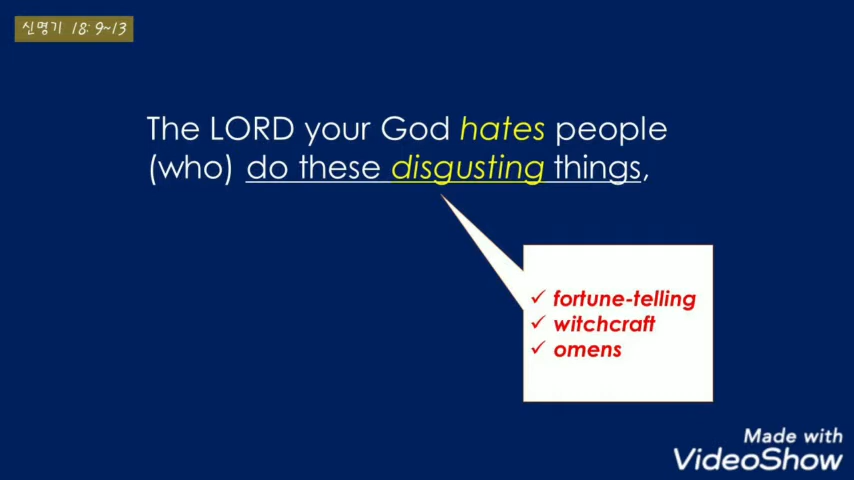 신명기 18: 9~13
The LORD your God hates people
(who) do these disgusting things,
✓ fortune-telling
✓ witchcraft
✓ omens
Made with
VideoShow